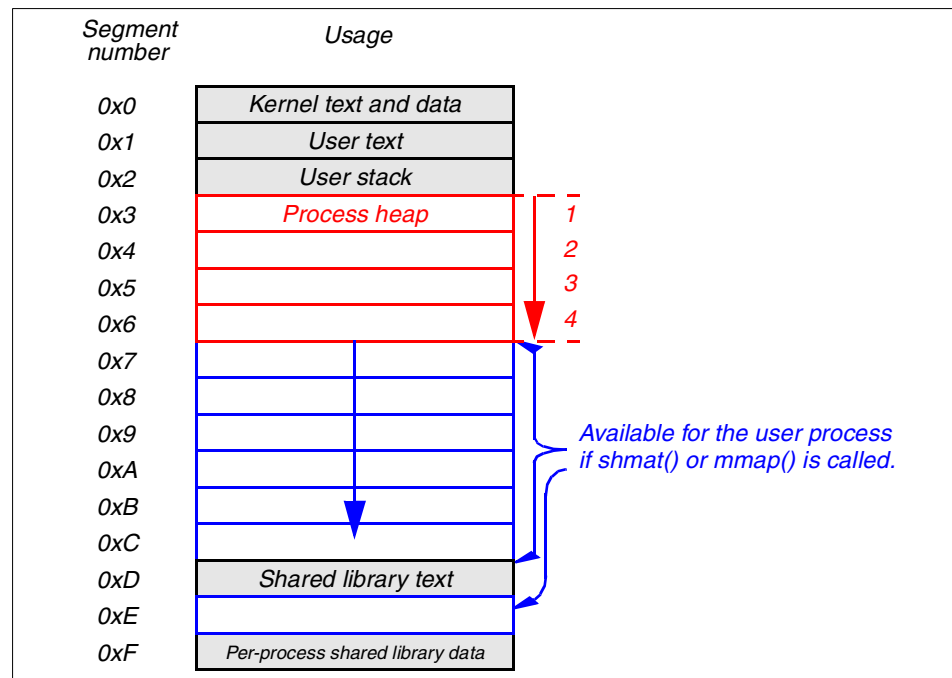 Segment number Usage
0x0 Kernel text and data
0x1 User text
0x2 User stack
0x3 Process heap 1
0x4 2
0x5 3
0x6 4
0x7
0x8
0x9
0xA
0xB
0xC
0xD Shared library text
0xE
0xF Per-process shared library data
Available for the user process
if shmat() or mmap() is called.